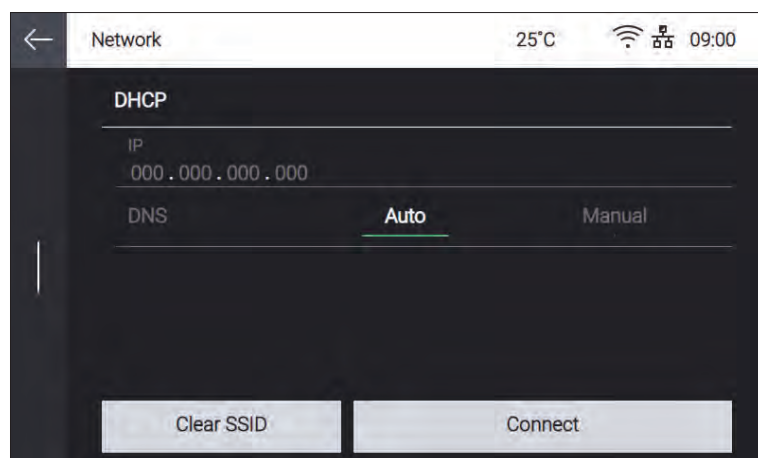 Network 25°C 09:00
DHCP
IP
000.000.000.000
DNS Auto Manual
Clear SSID Connect